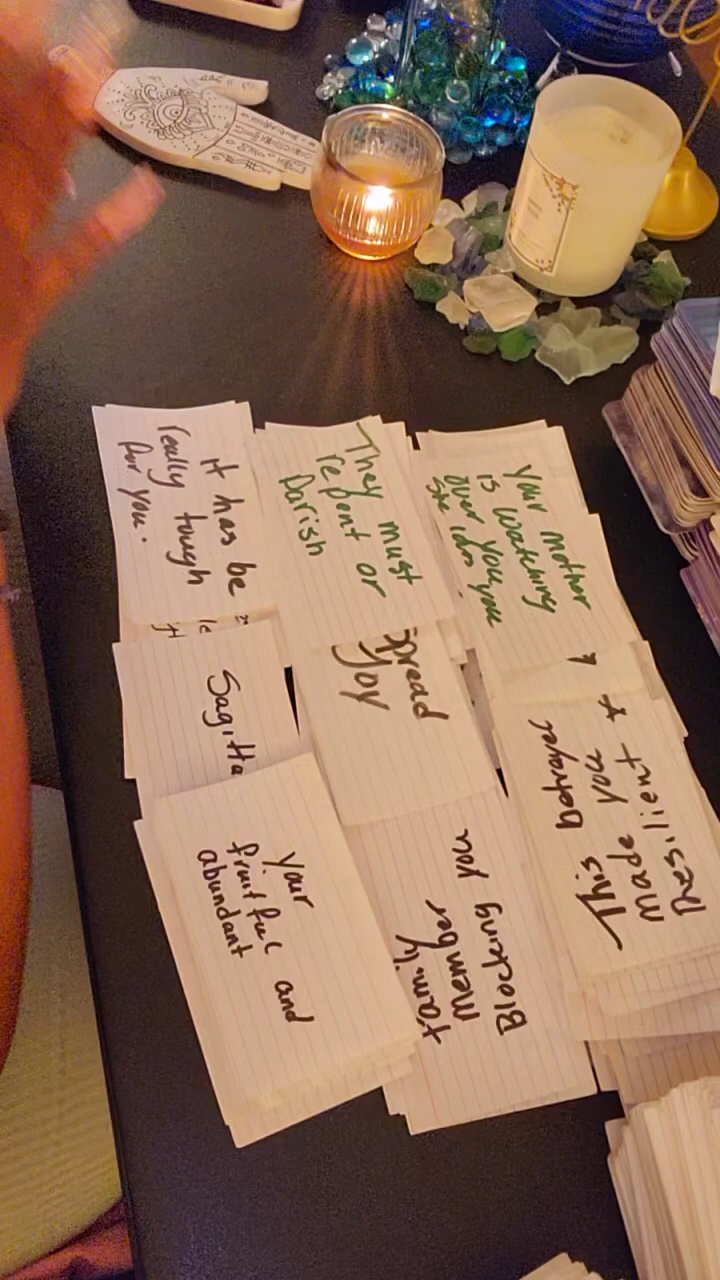 it has be
really tough
for you.
They must
repent or
Parish
Your mother
is watching
over you you
Sagitta
Spread
Joy
This betrayal
made you
Resilient
Your
fruitful and
abundant
Blocking you
family
member